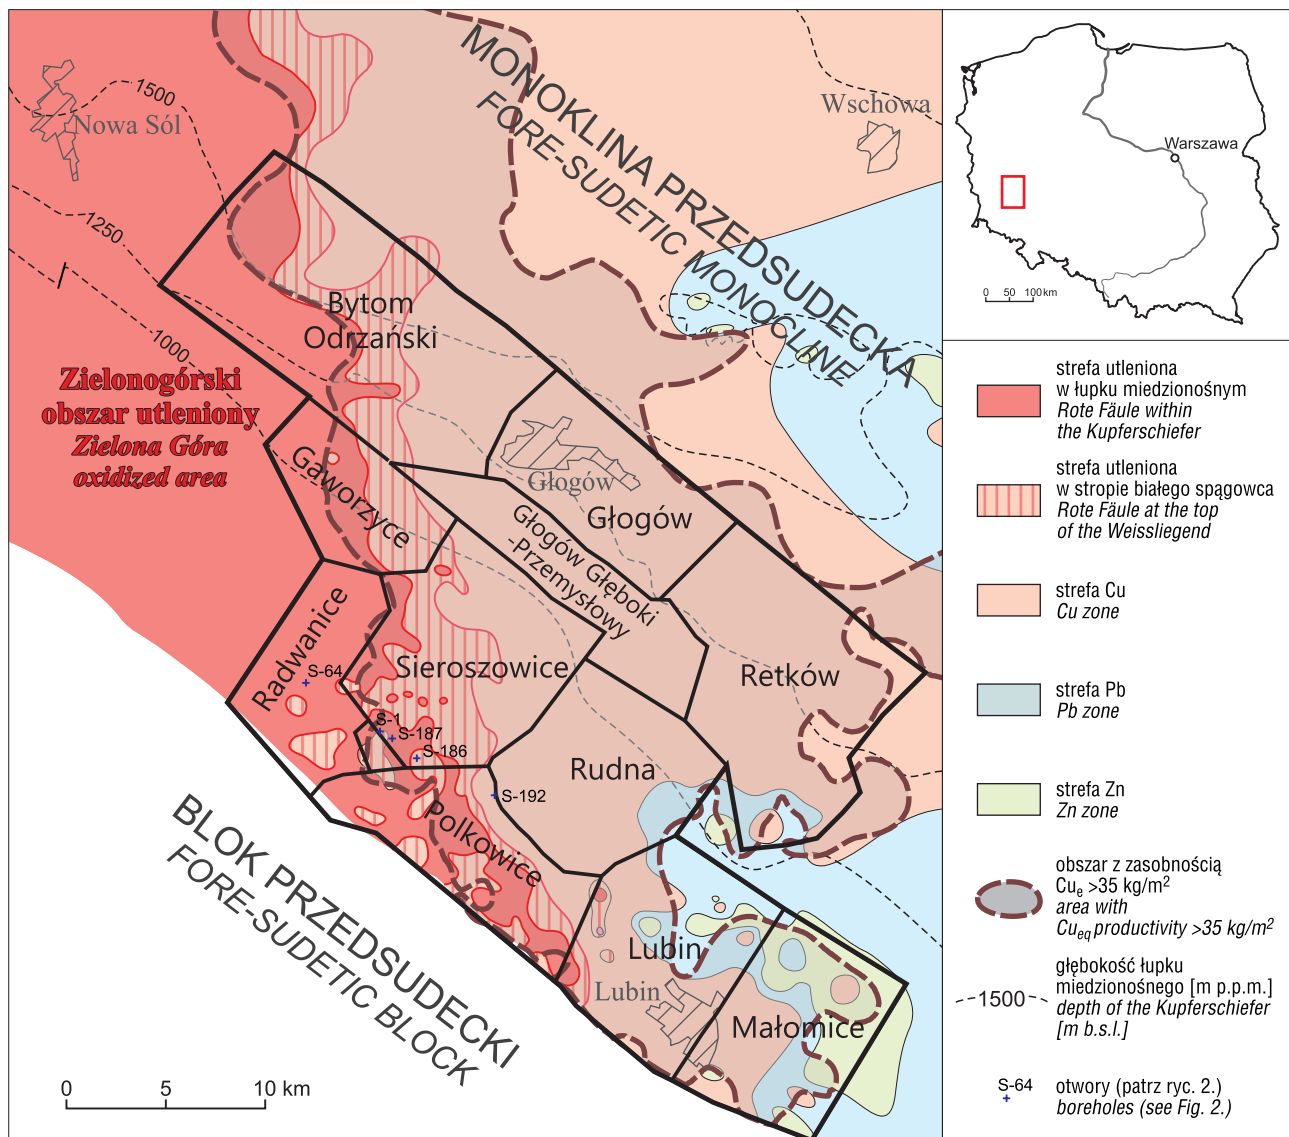 MONOKLINA PRZEDSUDECKA
FORE-SUDETIC MONOCLINE
Wschowa
1500
Nowa Sól
1250
1000
Bytom
Odrzański
Zielonogórski
obszar utleniony
Zielona Góra
oxidized area
Gaworzyce
Głogów
Głogów
Głogów Głęboki
-Przemysłowy
Radwanice
S-64
Sieroszowice
Retków
S-1
S-187
S-186
Rudna
S-192
Polkowice
BLOK PRZEDSUDECKI
FORE-SUDETIC BLOCK
Lubin
Lubin
Małomice
0 5 10 km
Warszawa
0 50 100 km
strefa utleniona
w łupku miedzionośnym
Rote Fäule within
the Kupferschiefer
strefa utleniona
w stropie białego spągowca
Rote Fäule at the top
of the Weissliegend
strefa Cu
Cu zone
strefa Pb
Pb zone
strefa Zn
Zn zone
obszar z zasobnością
Cue >35 kg/m2
area with
Cueq productivity >35 kg/m2
głębokość łupku
miedzionośnego [m p.p.m.]
1500
depth of the Kupferschiefer
[m b.s.l.]
S-64
otwory (patrz ryc. 2.)
boreholes (see Fig. 2.)